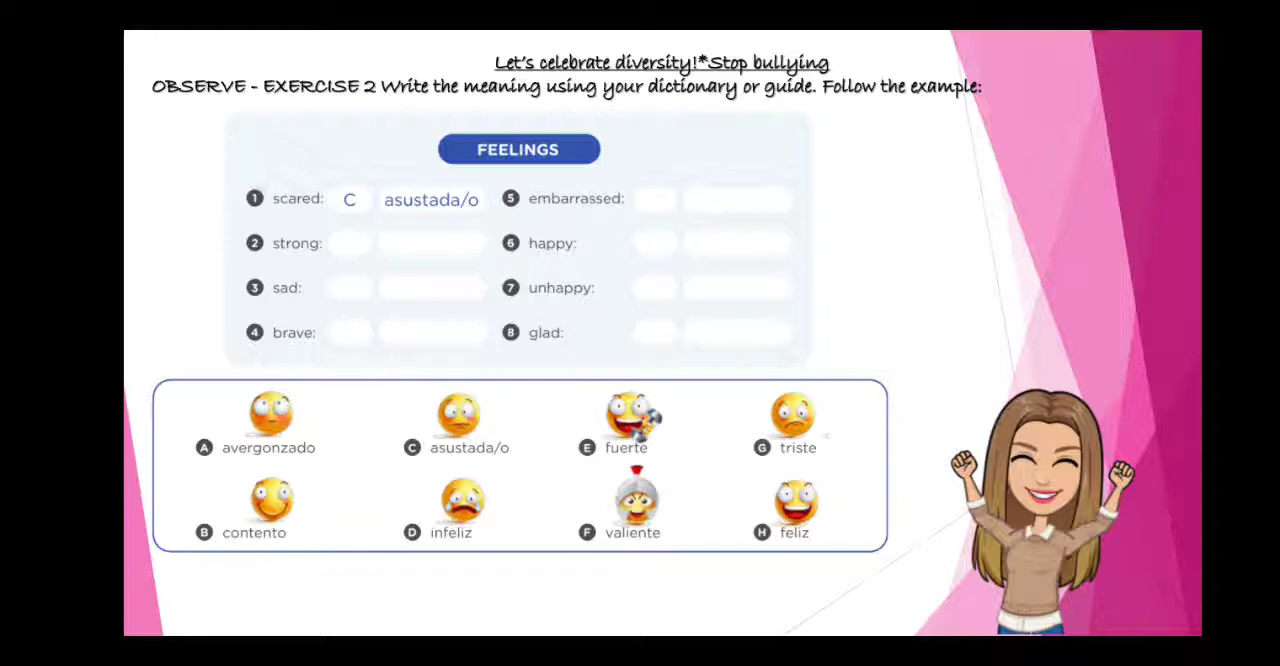 Let's celebrate diversity!*Stop bullying
OBSERVE - EXERCISE 2 Write the meaning using your dictionary or guide. Follow the example:
FEELINGS
1 scared: C asustada/o 5 embarrassed:
2 strong: 6 happy:
3 sad: 7 unhappy:
4 brave: 8 glad:
A avergonzado C asustada/o E fuerte G triste
B contento D infeliz F valiente H feliz